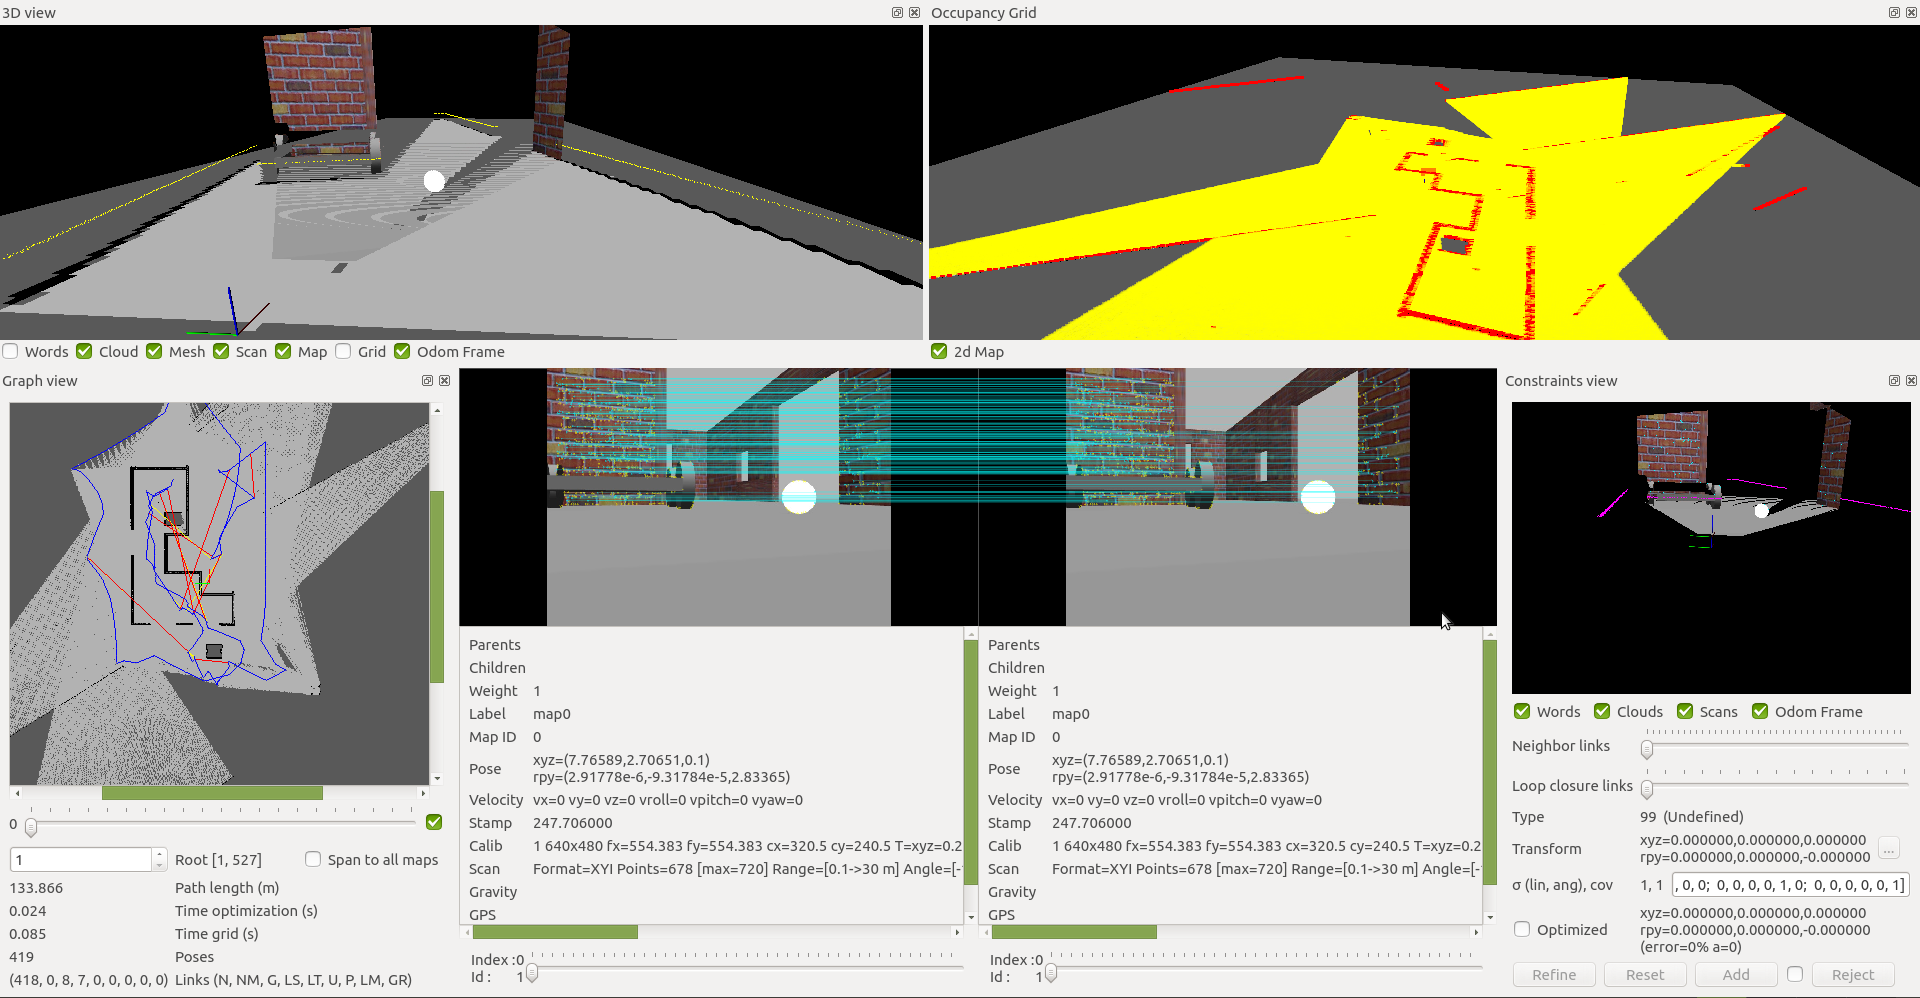 3D view
Occupancy Grid
Words Cloud Mesh Scan Map Grid Odom Frame
2d Map
Graph view
0
1 Root [1, 527] Span to all maps
133.866 Path length (m)
0.024 Time optimization (s)
0.085 Time grid (s)
419 Poses
(418, 0, 8, 7, 0, 0, 0, 0, 0) Links (N, NM, G, LS, LT, U, P, LM, GR)
Parents
Children
Weight 1
Label map0
Map ID 0
Pose xyz=(7.76589,2.70651,0.1)
rpy=(2.91778e-6,-9.31784e-5,2.83365)
Velocity vx=0 vy=0 vz=0 vroll=0 vpitch=0 vyaw=0
Stamp 247.706000
Calib 1 640x480 fx=554.383 fy=554.383 cx=320.5 cy=240.5 T=xyz=0.2
Scan Format=XYI Points=678 [max=720] Range=[0.1->30 m] Angle=[-
Gravity
GPS
Index :0
Id : 1
Parents
Children
Weight 1
Label map0
Map ID 0
Pose xyz=(7.76589,2.70651,0.1)
rpy=(2.91778e-6,-9.31784e-5,2.83365)
Velocity vx=0 vy=0 vz=0 vroll=0 vpitch=0 vyaw=0
Stamp 247.706000
Calib 1 640x480 fx=554.383 fy=554.383 cx=320.5 cy=240.5 T=xyz=0.2
Scan Format=XYI Points=678 [max=720] Range=[0.1->30 m] Angle=[-
Gravity
GPS
Index :0
Id : 1
Constraints view
Words Clouds Scans Odom Frame
Neighbor links
Loop closure links
Type 99 (Undefined)
Transform xyz=0.000000,0.000000,0.000000
rpy=0.000000,0.000000,-0.000000 ...
σ (lin, ang), cov 1, 1 , 0, 0; 0, 0, 0, 0, 1, 0; 0, 0, 0, 0, 0, 1]
Optimized xyz=0.000000,0.000000,0.000000
rpy=0.000000,0.000000,-0.000000
(error=0% a=0)
Refine Reset Add Reject